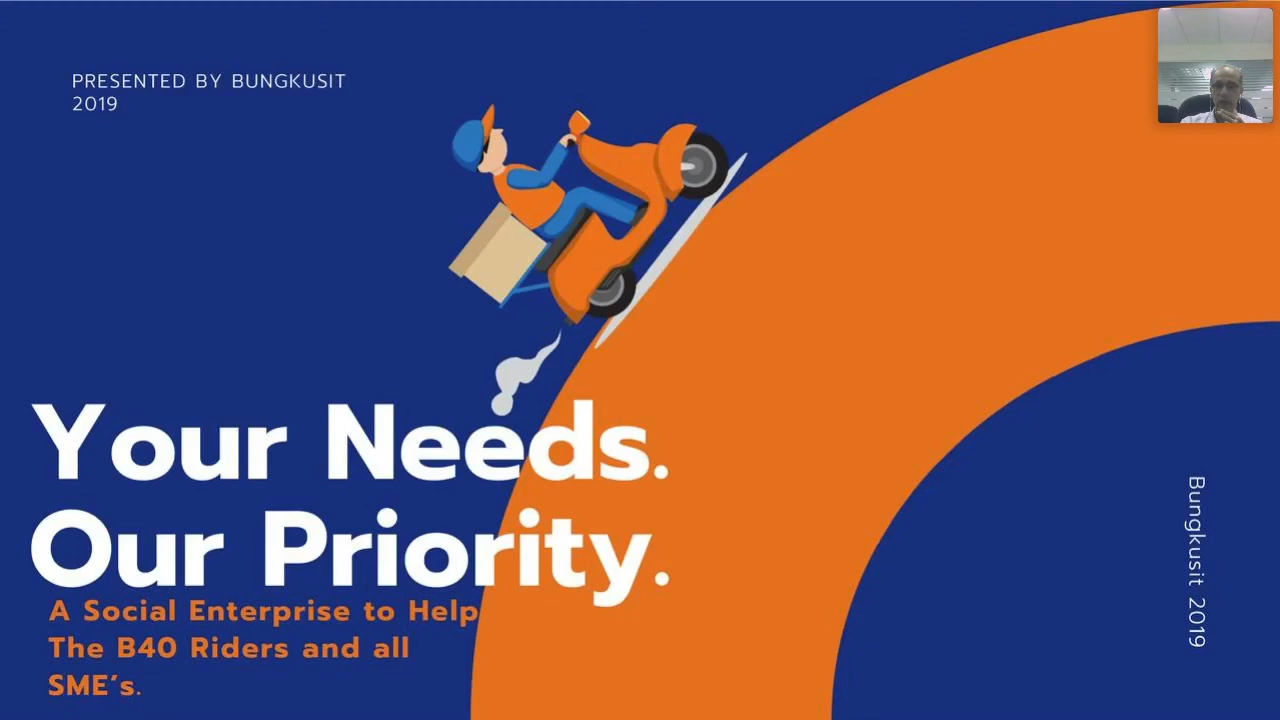 PRESENTED BY BUNGKUSIT
2019
Your Needs.
Our Priority.
A Social Enterprise to Help
The B40 Riders and all
SME's.
Bungkusit 2019